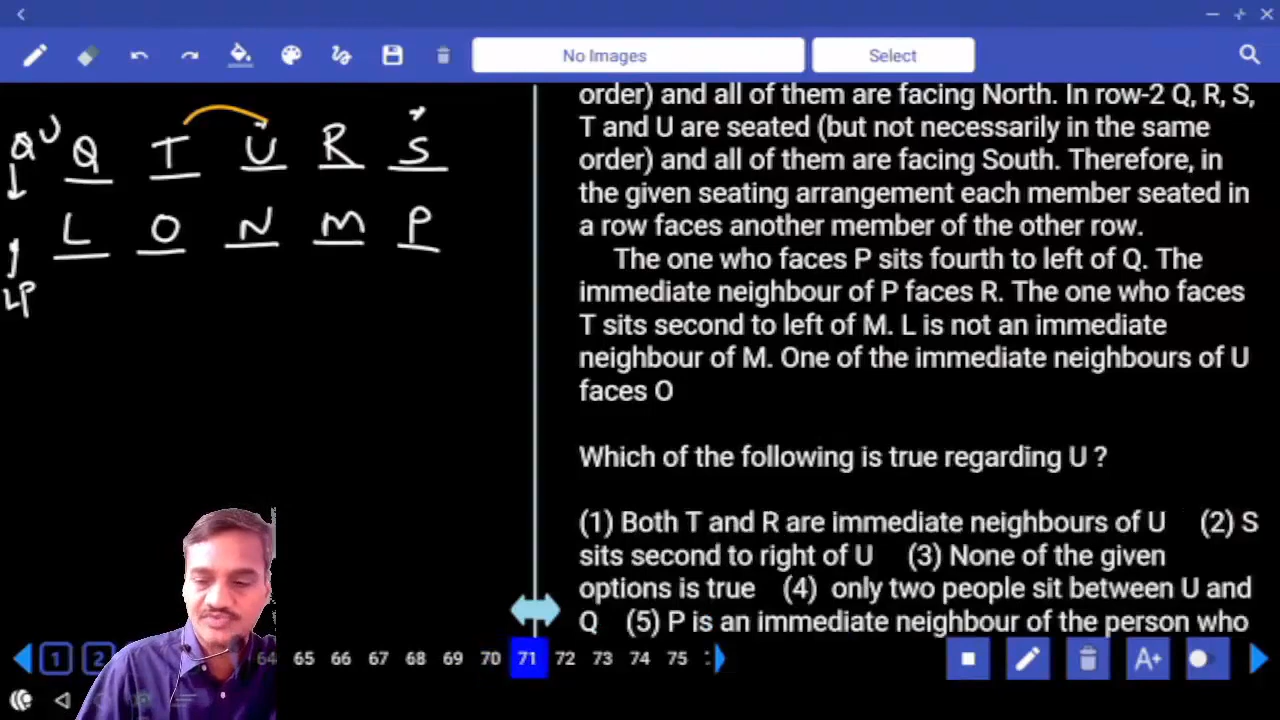 No Images
Select
Q U Q T U R S
L O N M P
LP
order) and all of them are facing North. In row-2 Q, R, S,
T and U are seated (but not necessarily in the same
order) and all of them are facing South. Therefore, in
the given seating arrangement each member seated in
a row faces another member of the other row.
The one who faces P sits fourth to left of Q. The
immediate neighbour of P faces R. The one who faces
T sits second to left of M. L is not an immediate
neighbour of M. One of the immediate neighbours of U
faces O
Which of the following is true regarding U ?
(1) Both T and R are immediate neighbours of U (2) S
sits second to right of U (3) None of the given
options is true (4) only two people sit between U and
Q (5) P is an immediate neighbour of the person who
1 2 64 65 66 67 68 69 70 71 72 73 74 75 A+